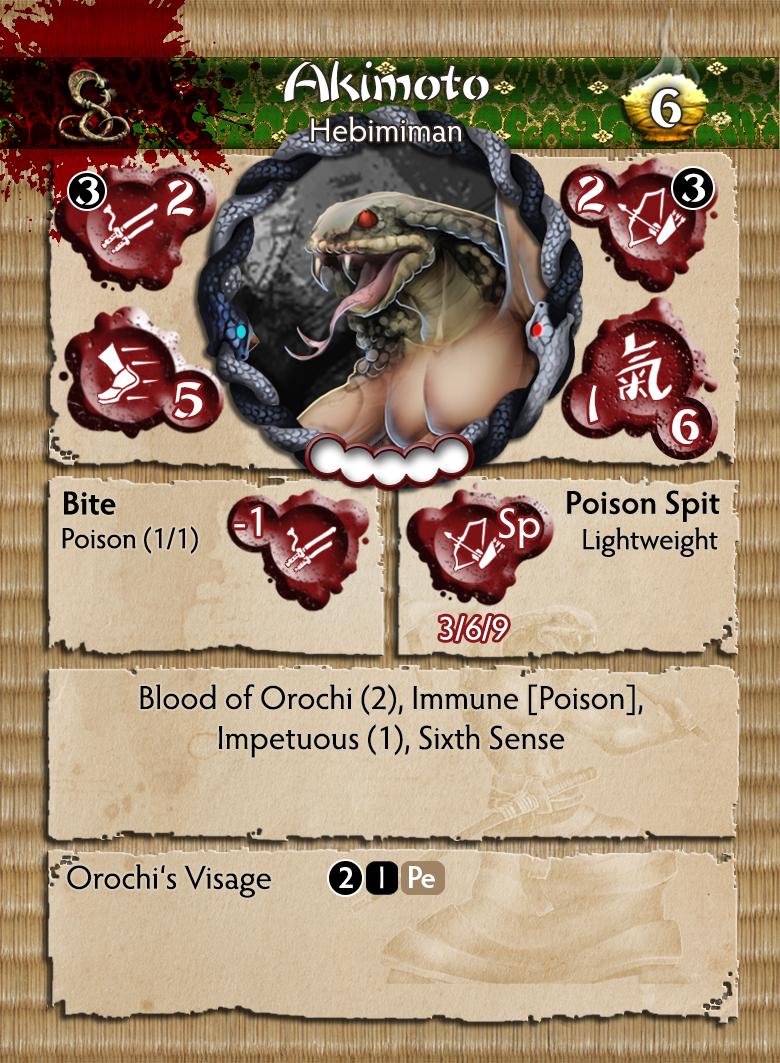 Akimoto
Hebimiman
6
3 2
2 3
5
氣
1 6
Bite
Poison (1/1)
-1
Sp
Poison Spit
Lightweight
3/6/9
Blood of Orochi (2), Immune [Poison],
Impetuous (1), Sixth Sense
Orochi's Visage 2 1 Pe